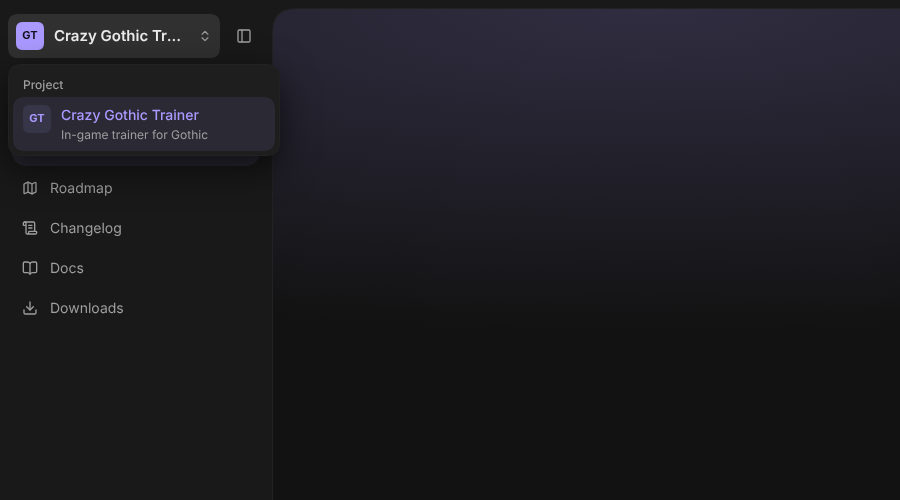 GT Crazy Gothic Tr...
Project
GT Crazy Gothic Trainer
In-game trainer for Gothic
Roadmap
Changelog
Docs
Downloads